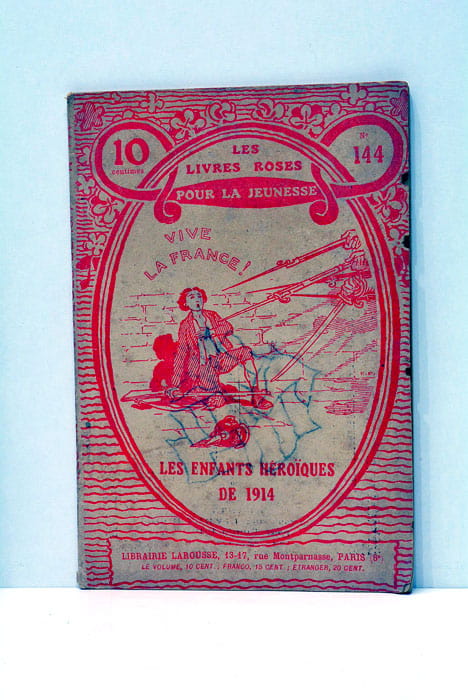 10
centimes
LES
LIVRES ROSES
POUR LA JEUNESSE
N°
144
VIVE
LA FRANCE!
LES ENFANTS HÉROÏQUES
DE 1914
LIBRAIRIE LAROUSSE, 13-17, rue Montparnasse, PARIS 6e.
LE VOLUME, 10 CENT.; FRANCO, 15 CENT.; ÉTRANGER, 20 CENT.